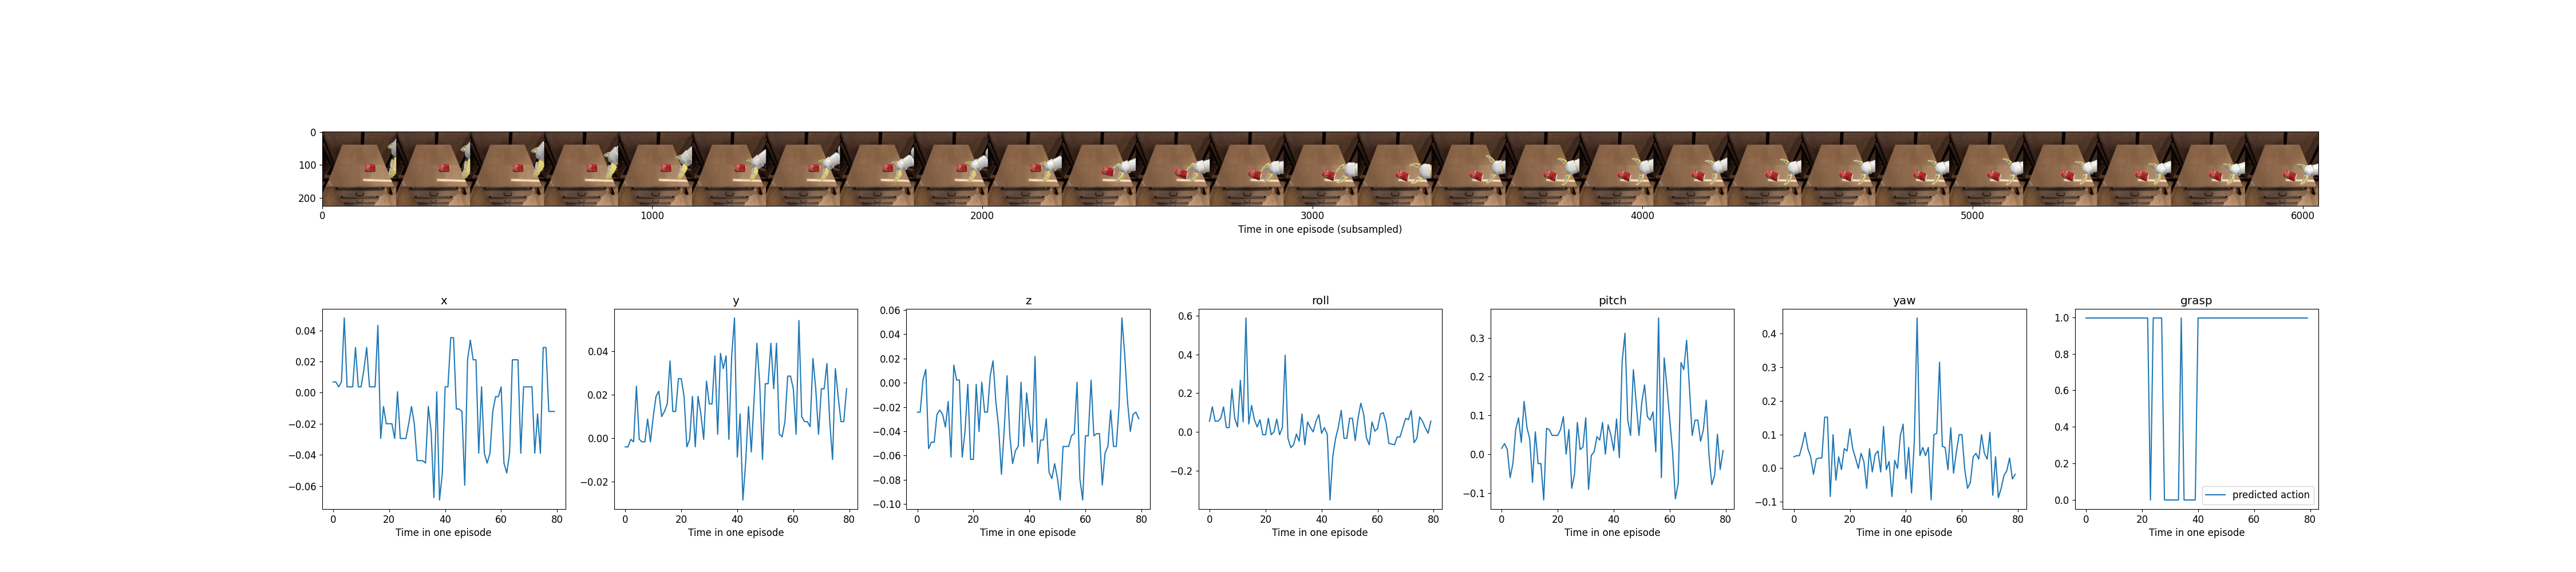 0
100
200
0 1000 2000 3000 4000 5000 6000
Time in one episode (subsampled)
x
0.04
0.02
0.00
−0.02
−0.04
−0.06
0 20 40 60 80
Time in one episode
y
0.04
0.02
0.00
−0.02
0 20 40 60 80
Time in one episode
z
0.06
0.04
0.02
0.00
−0.02
−0.04
−0.06
−0.08
−0.10
0 20 40 60 80
Time in one episode
roll
0.6
0.4
0.2
0.0
−0.2
0 20 40 60 80
Time in one episode
pitch
0.3
0.2
0.1
0.0
−0.1
0 20 40 60 80
Time in one episode
yaw
0.4
0.3
0.2
0.1
0.0
−0.1
0 20 40 60 80
Time in one episode
grasp
1.0
0.8
0.6
0.4
0.2
0.0
predicted action
0 20 40 60 80
Time in one episode